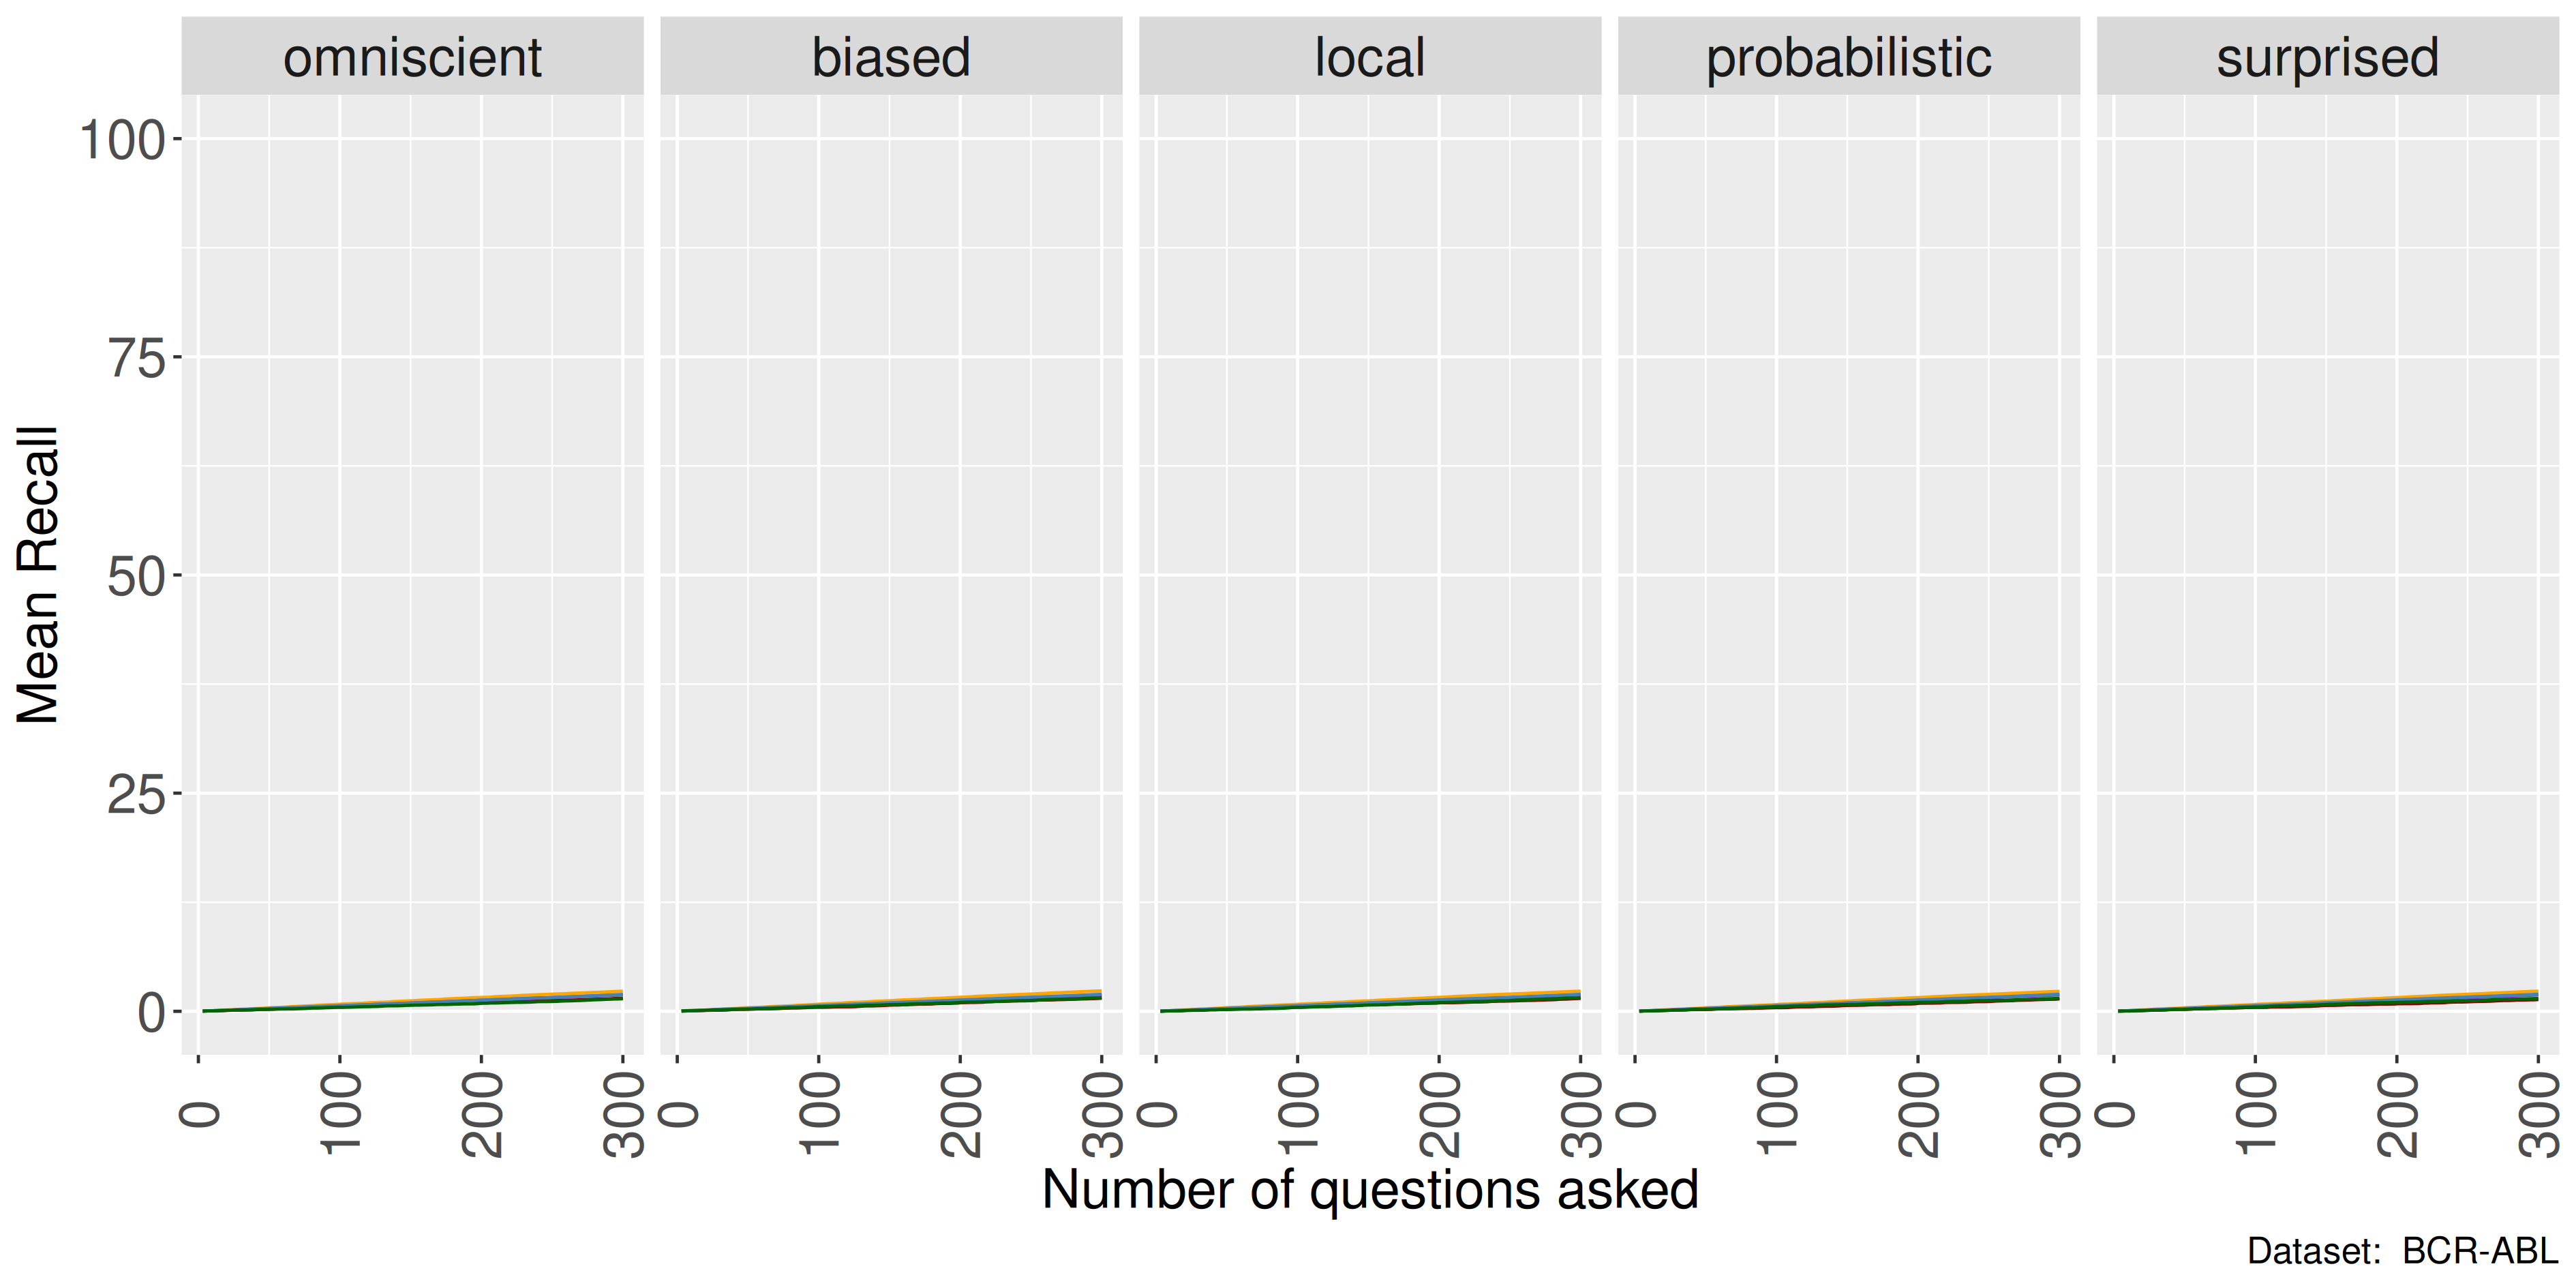 omniscient biased local probabilistic surprised
100
75
50
25
0
Mean Recall
0 100 200 300 0 100 200 300 0 100 200 300 0 100 200 300 0 100 200 300
Number of questions asked
Dataset: BCR-ABL